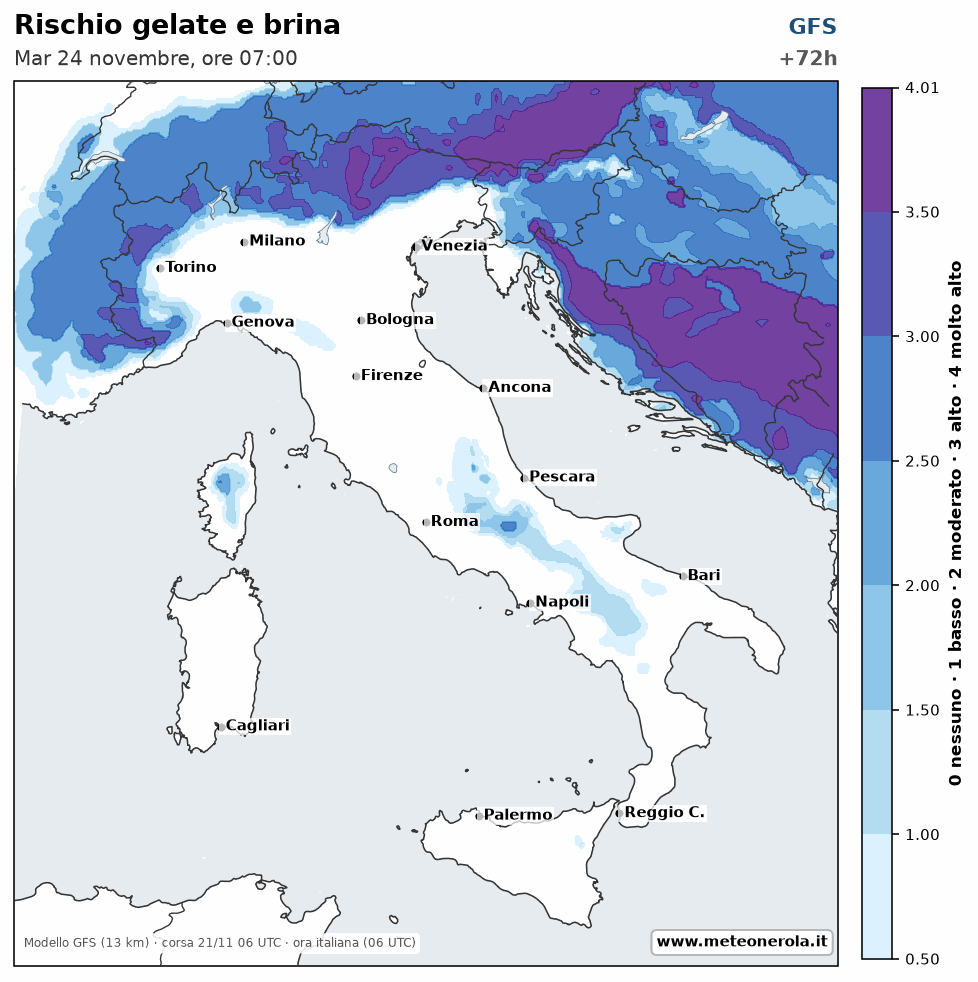 Rischio gelate e brina
GFS
Mar 24 novembre, ore 07:00
+72h
4.01
3.50
3.00
2.50
2.00
1.50
1.00
0.50
0 nessuno · 1 basso · 2 moderato · 3 alto · 4 molto alto
Milano
Venezia
Torino
Genova
Bologna
Firenze
Ancona
Pescara
Roma
Bari
Napoli
Cagliari
Palermo
Reggio C.
Modello GFS (13 km) · corsa 21/11 06 UTC · ora italiana (06 UTC)
www.meteonerola.it